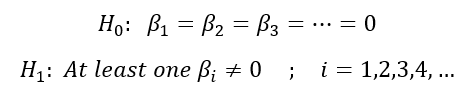 H₀: β₁ = β₂ = β₃ = ⋯ = 0
H₁: At least one βᵢ ≠ 0 ; i = 1,2,3,4, …